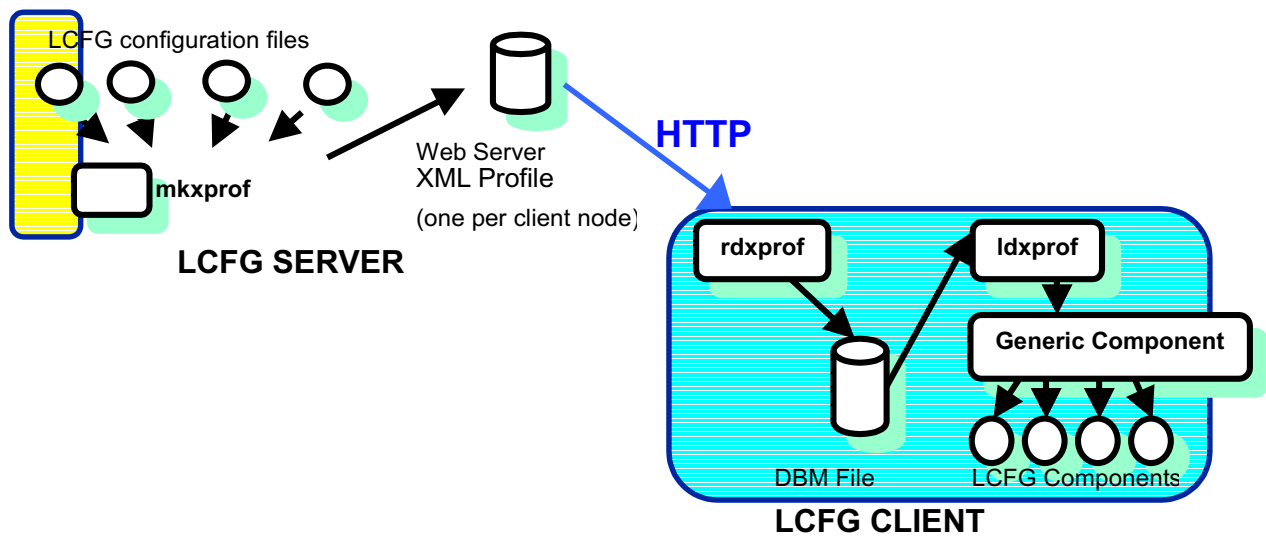 LCFG configuration files
mkxprof
LCFG SERVER
Web Server
XML Profile
(one per client node)
HTTP
rdxprof
ldxprof
Generic Component
DBM File
LCFG Components
LCFG CLIENT